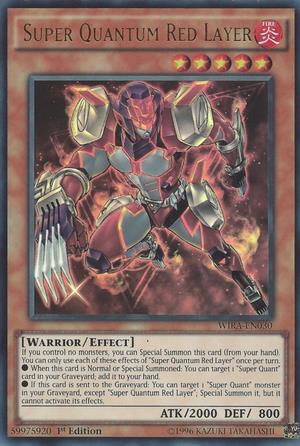 SUPER QUANTUM RED LAYER
FIRE
炎
WIRA-EN030
[WARRIOR/EFFECT]
If you control no monsters, you can Special Summon this card (from your hand).
You can only use each of these effects of "Super Quantum Red Layer" once per turn.
● When this card is Normal or Special Summoned: You can target 1 "Super Quant"
card in your Graveyard; add it to your hand.
● If this card is sent to the Graveyard: You can target 1 "Super Quant" monster
in your Graveyard, except "Super Quantum Red Layer"; Special Summon it, but it
cannot activate its effects.
ATK/2000 DEF/ 800
59975920 1st Edition ©1996 KAZUKI TAKAHASHI